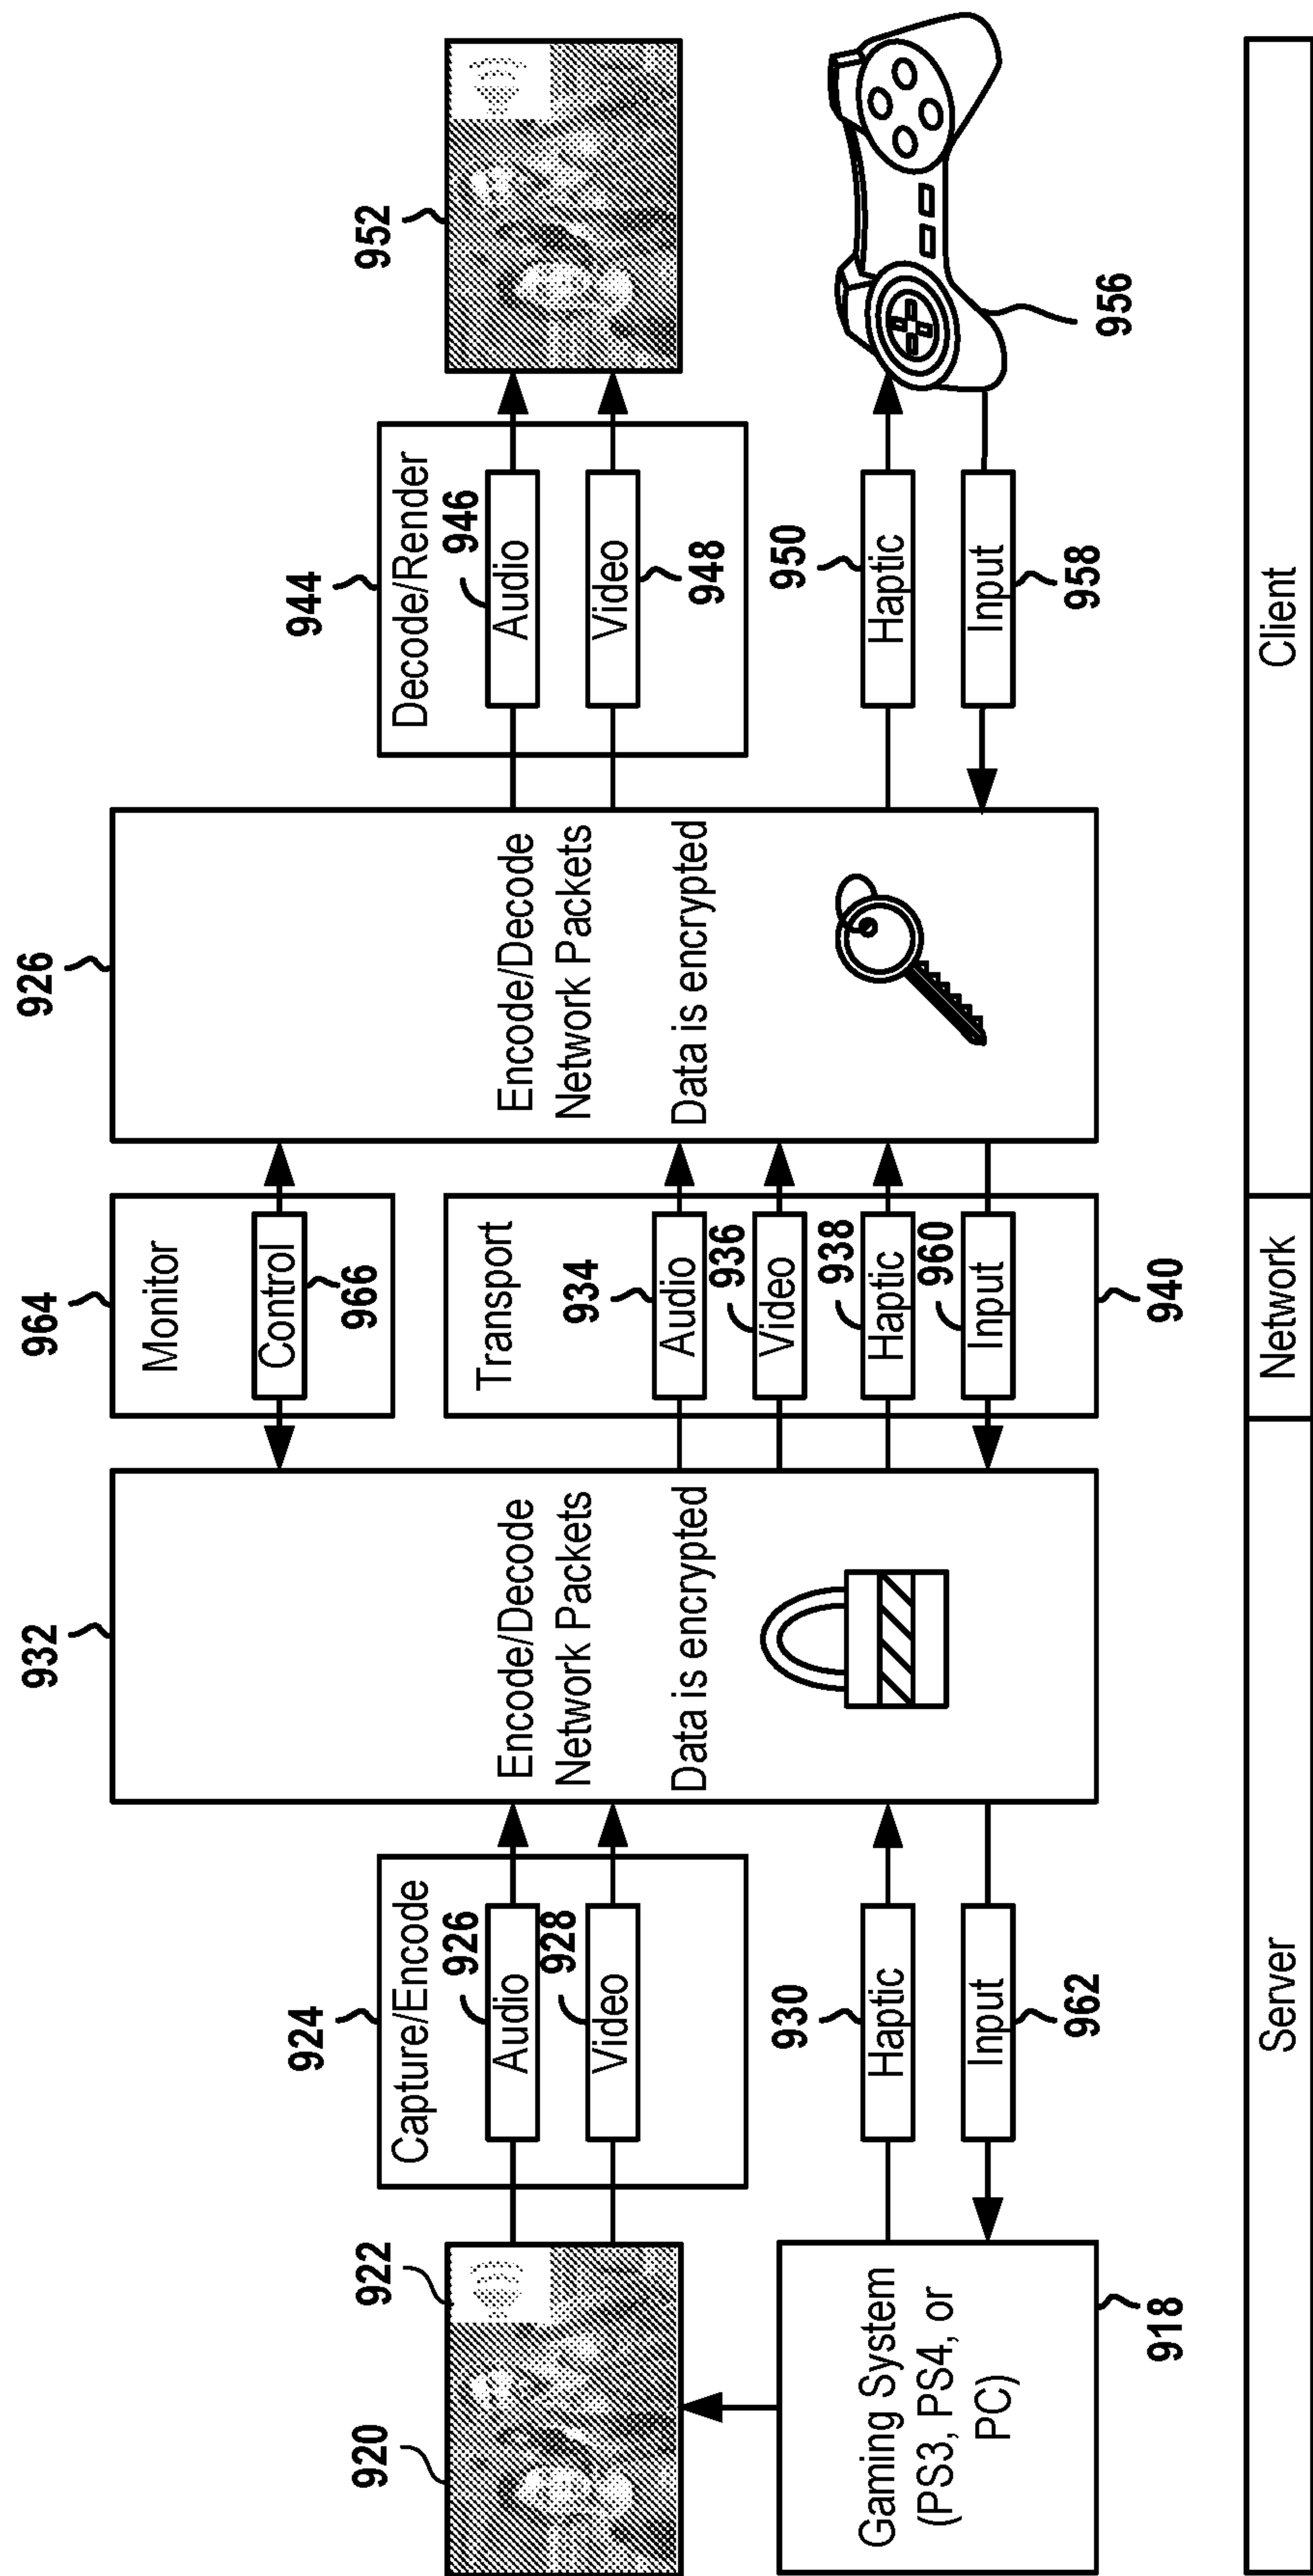 920
922
924
Capture/Encode
926
Audio
928
Video
930
Haptic
Input
962
Gaming System
(PS3, PS4, or
PC)
918
932
Encode/Decode
Network Packets
Data is encrypted
964
Monitor
Control
966
Transport
934
Audio
936
Video
938
Haptic
960
Input
940
926
Encode/Decode
Network Packets
Data is encrypted
944
Decode/Render
946
Audio
Video
948
950
Haptic
Input
958
952
956
Server
Network
Client